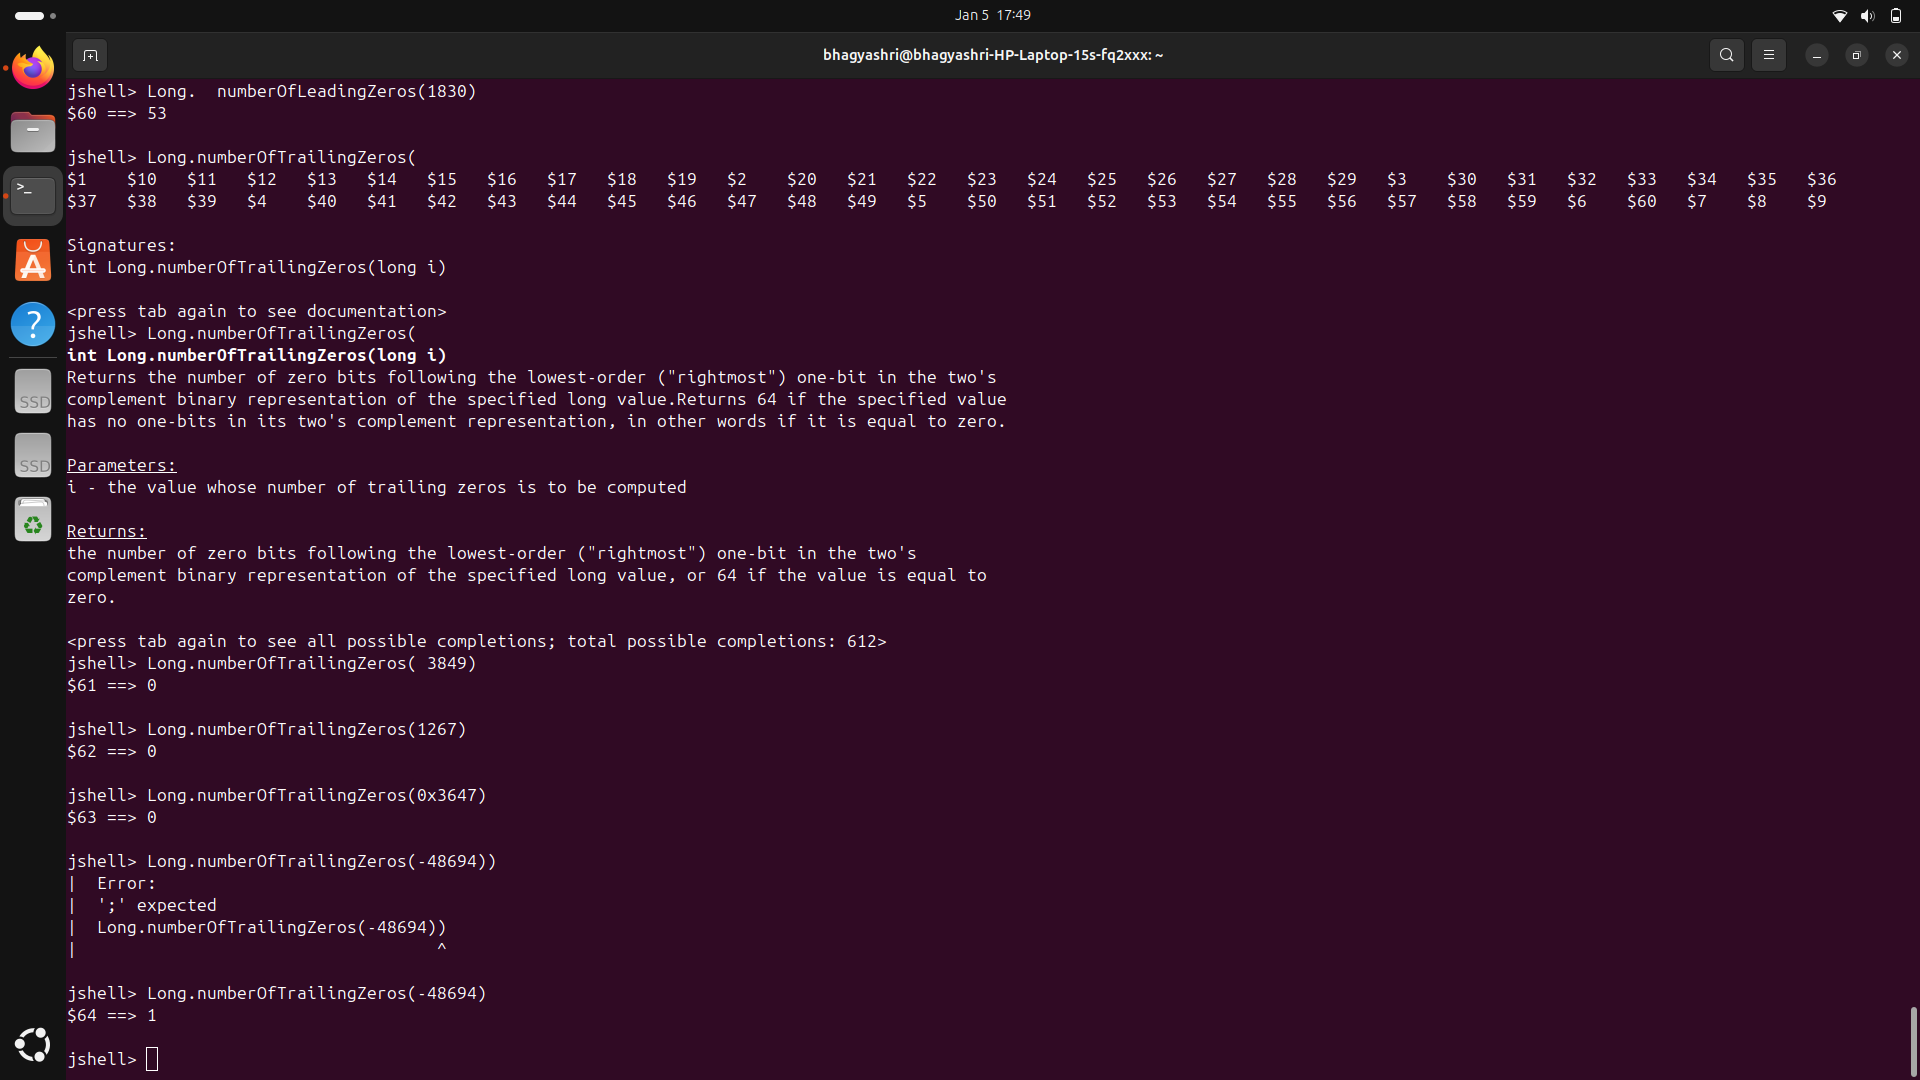 Jan 5 17:49
bhagyashri@bhagyashri-HP-Laptop-15s-fq2xxx: ~
jshell> Long.  numberOfLeadingZeros(1830)
$60 ==> 53
jshell> Long.numberOfTrailingZeros(
$1 $10 $11 $12 $13 $14 $15 $16 $17 $18 $19 $2 $20 $21 $22 $23 $24 $25 $26 $27 $28 $29 $3 $30 $31 $32 $33 $34 $35 $36
$37 $38 $39 $4 $40 $41 $42 $43 $44 $45 $46 $47 $48 $49 $5 $50 $51 $52 $53 $54 $55 $56 $57 $58 $59 $6 $60 $7 $8 $9
Signatures:
int Long.numberOfTrailingZeros(long i)
<press tab again to see documentation>
jshell> Long.numberOfTrailingZeros(
int Long.numberOfTrailingZeros(long i)
Returns the number of zero bits following the lowest-order ("rightmost") one-bit in the two's
complement binary representation of the specified long value.Returns 64 if the specified value
has no one-bits in its two's complement representation, in other words if it is equal to zero.
Parameters:
i - the value whose number of trailing zeros is to be computed
Returns:
the number of zero bits following the lowest-order ("rightmost") one-bit in the two's
complement binary representation of the specified long value, or 64 if the value is equal to
zero.
<press tab again to see all possible completions; total possible completions: 612>
jshell> Long.numberOfTrailingZeros( 3849)
$61 ==> 0
jshell> Long.numberOfTrailingZeros(1267)
$62 ==> 0
jshell> Long.numberOfTrailingZeros(0x3647)
$63 ==> 0
jshell> Long.numberOfTrailingZeros(-48694))
|  Error:
|  ';' expected
|  Long.numberOfTrailingZeros(-48694))
|                                    ^
jshell> Long.numberOfTrailingZeros(-48694)
$64 ==> 1
jshell>
SSD
SSD